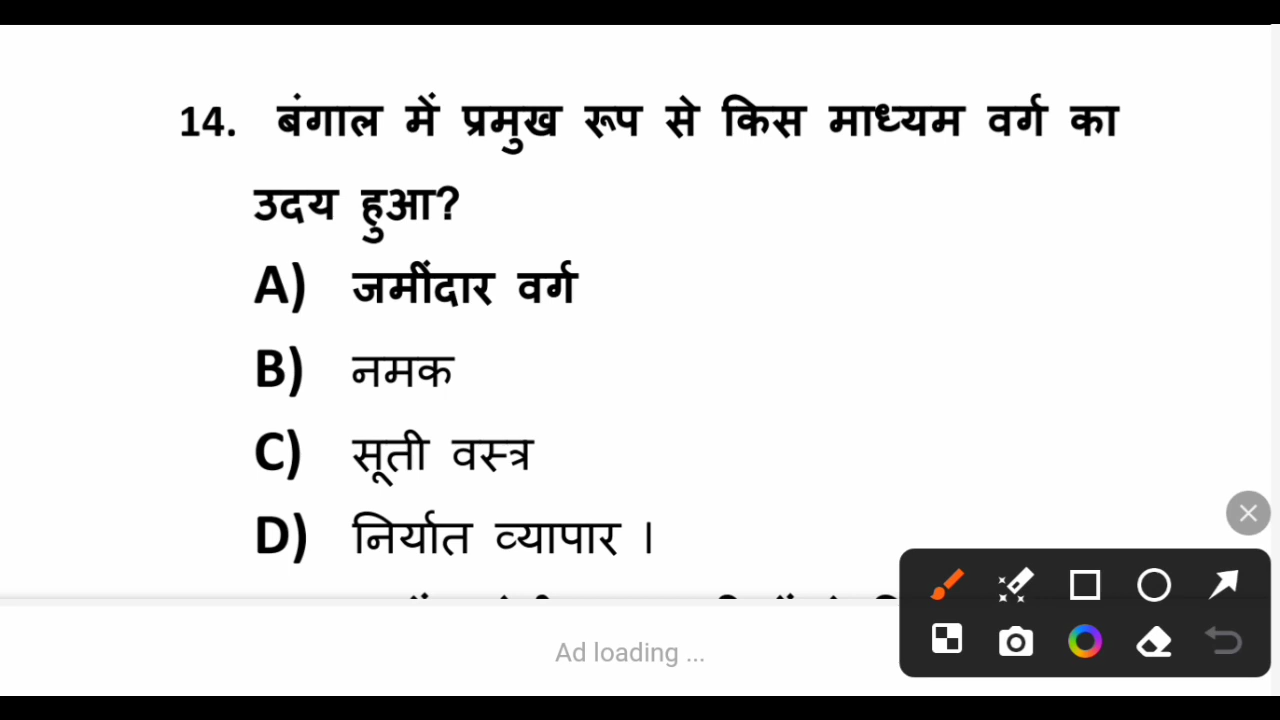 14. बंगाल में प्रमुख रूप से किस माध्यम वर्ग का
उदय हुआ?
A) जमींदार वर्ग
B) नमक
C) सूती वस्त्र
D) निर्यात व्यापार ।
Ad loading ...